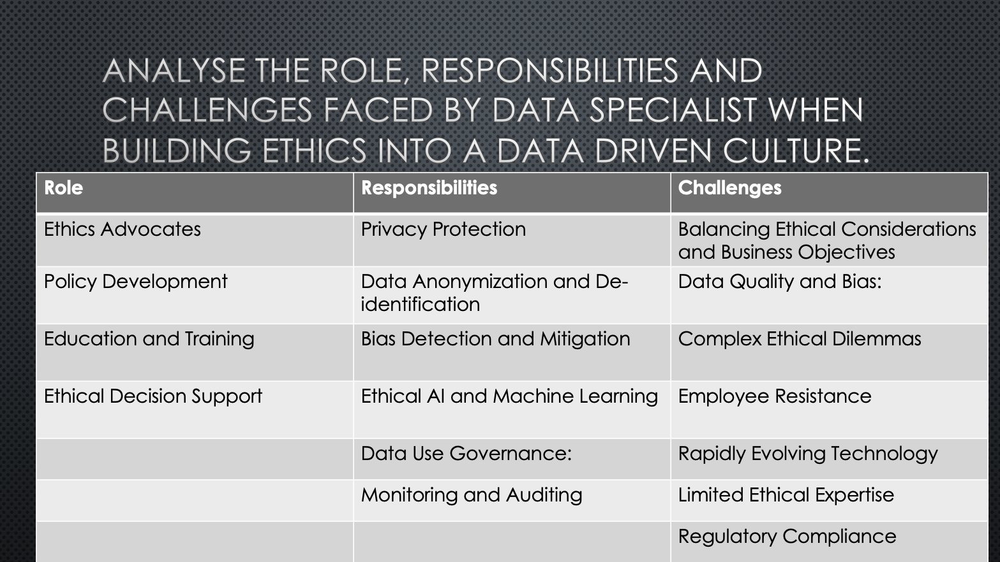 ANALYSE THE ROLE, RESPONSIBILITIES AND
CHALLENGES FACED BY DATA SPECIALIST WHEN
BUILDING ETHICS INTO A DATA DRIVEN CULTURE.
Role
Responsibilities
Challenges
Ethics Advocates
Privacy Protection
Balancing Ethical Considerations
and Business Objectives
Policy Development
Data Anonymization and De-
identification
Data Quality and Bias:
Education and Training
Bias Detection and Mitigation
Complex Ethical Dilemmas
Ethical Decision Support
Ethical AI and Machine Learning
Employee Resistance
Data Use Governance:
Rapidly Evolving Technology
Monitoring and Auditing
Limited Ethical Expertise
Regulatory Compliance